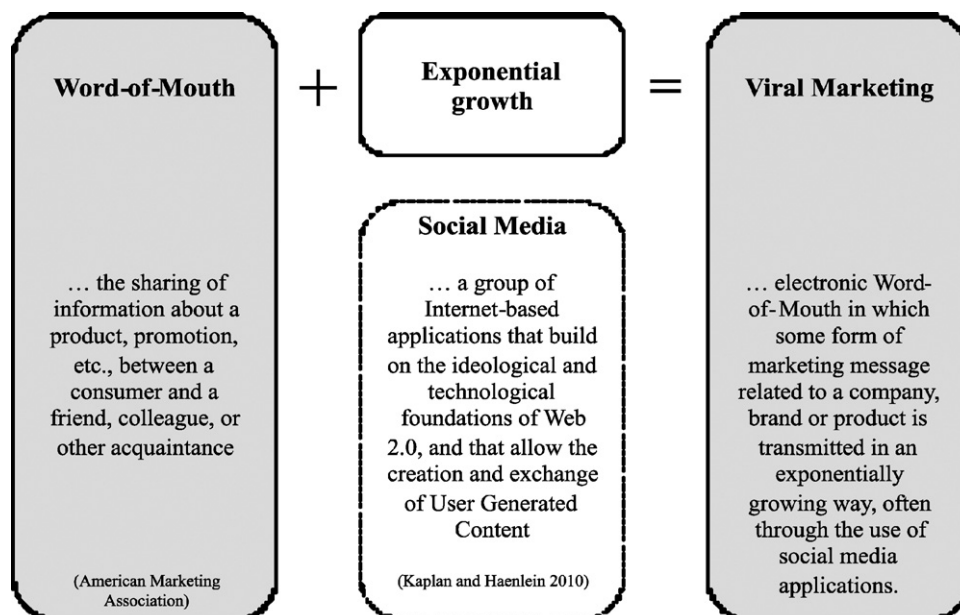 Word-of-Mouth
… the sharing of
information about a
product, promotion,
etc., between a
consumer and a
friend, colleague, or
other acquaintance
(American Marketing
Association)
+
Exponential
growth
Social Media
… a group of
Internet-based
applications that build
on the ideological and
technological
foundations of Web
2.0, and that allow the
creation and exchange
of User Generated
Content
(Kaplan and Haenlein 2010)
=
Viral Marketing
… electronic Word-
of-Mouth in which
some form of
marketing message
related to a company,
brand or product is
transmitted in an
exponentially
growing way, often
through the use of
social media
applications.